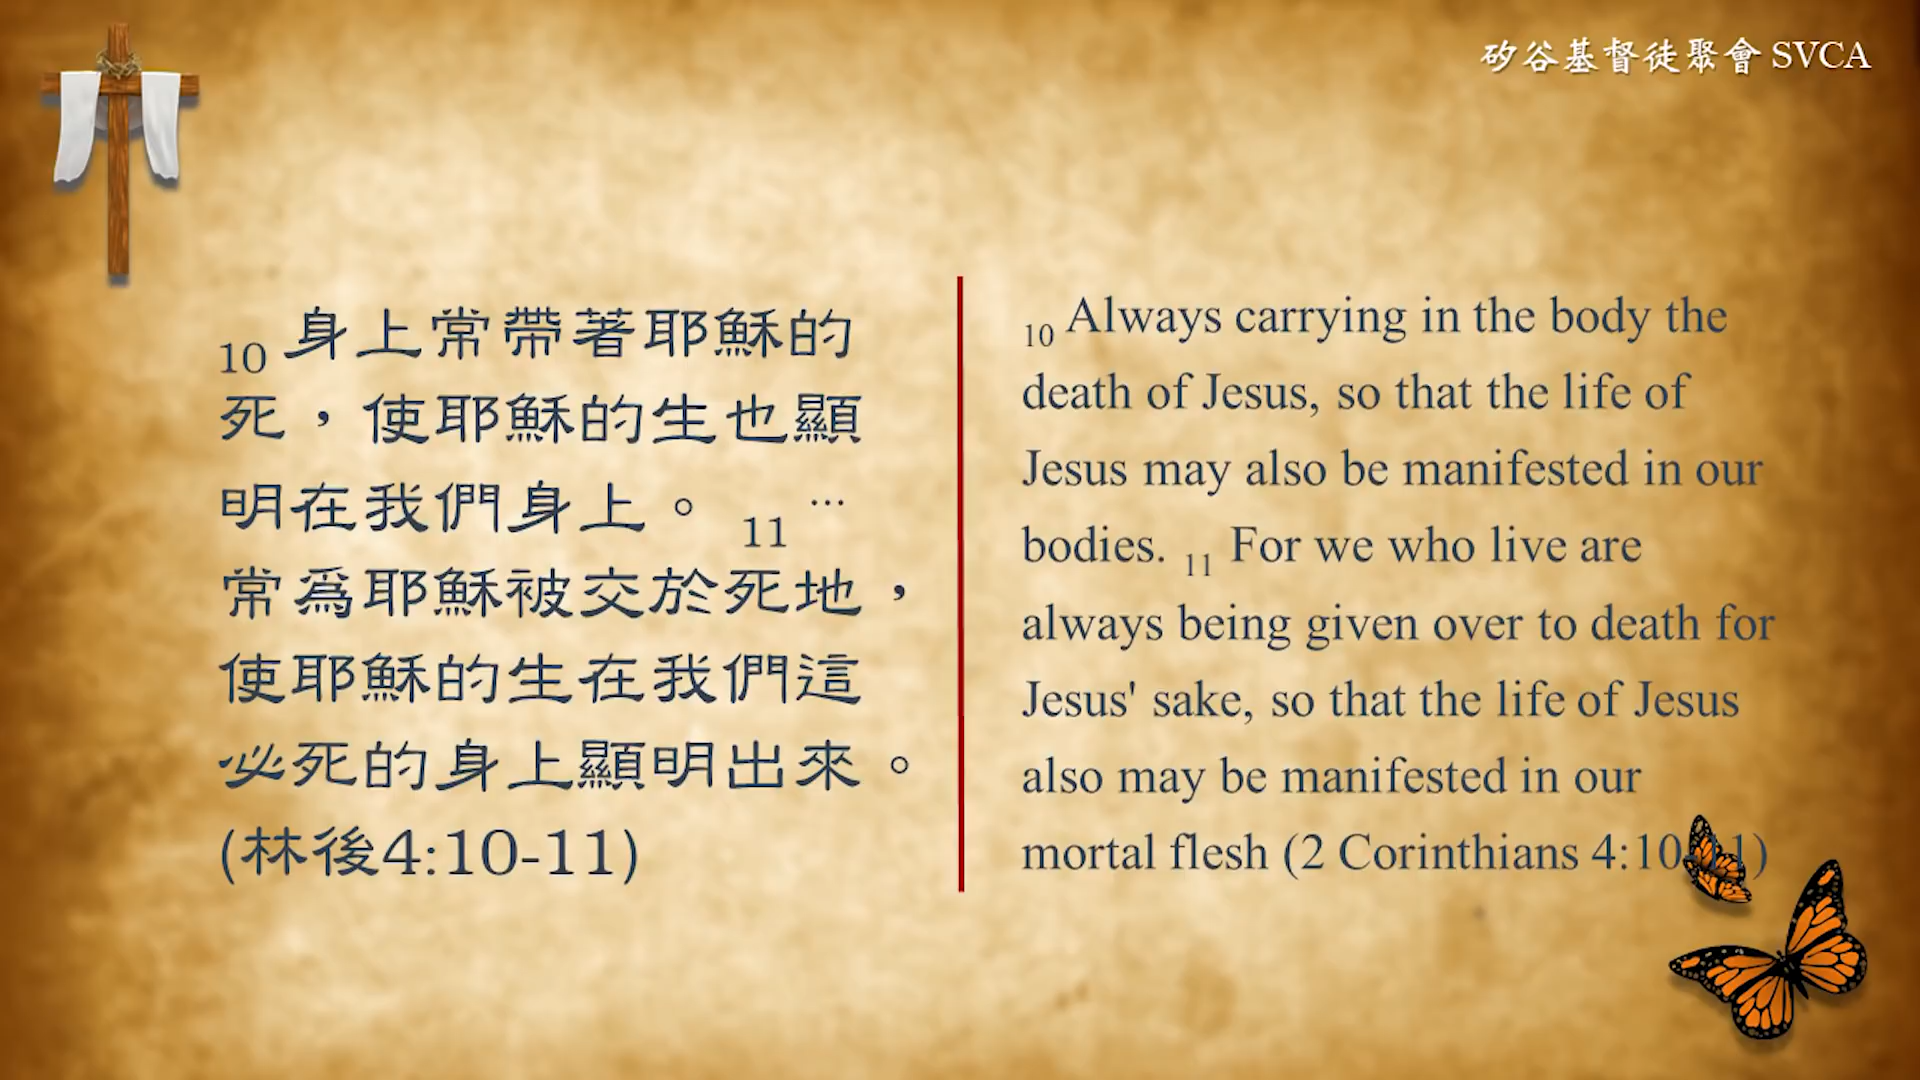 矽谷基督徒聚會 SVCA
10 身上常帶著耶穌的
死，使耶穌的生也顯
明在我們身上。 11 …
常為耶穌被交於死地，
使耶穌的生在我們這
必死的身上顯明出來。
(林後4:10-11)
10 Always carrying in the body the
death of Jesus, so that the life of
Jesus may also be manifested in our
bodies. 11 For we who live are
always being given over to death for
Jesus' sake, so that the life of Jesus
also may be manifested in our
mortal flesh (2 Corinthians 4:10-11)